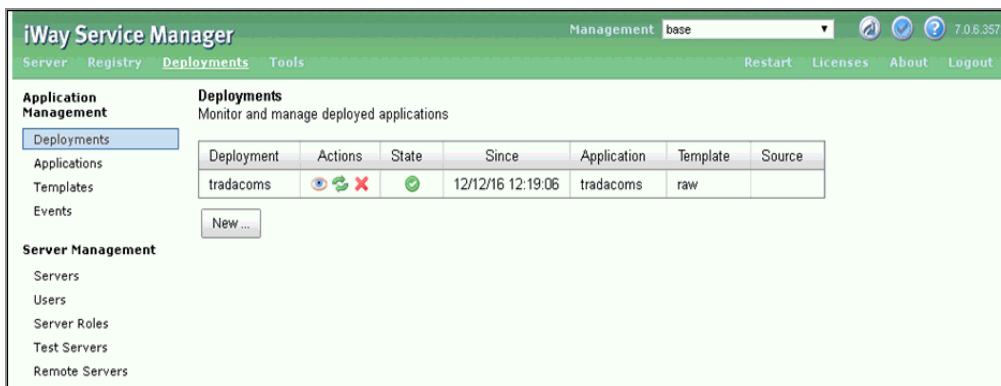 iWay Service Manager
Management base
7.0.6.357
Server Registry Deployments Tools
Restart Licenses About Logout
Application Management
Deployments
Applications
Templates
Events
Server Management
Servers
Users
Server Roles
Test Servers
Remote Servers
Deployments
Monitor and manage deployed applications
Deployment Actions State Since Application Template Source
tradacoms 12/12/16 12:19:06 tradacoms raw
New ...